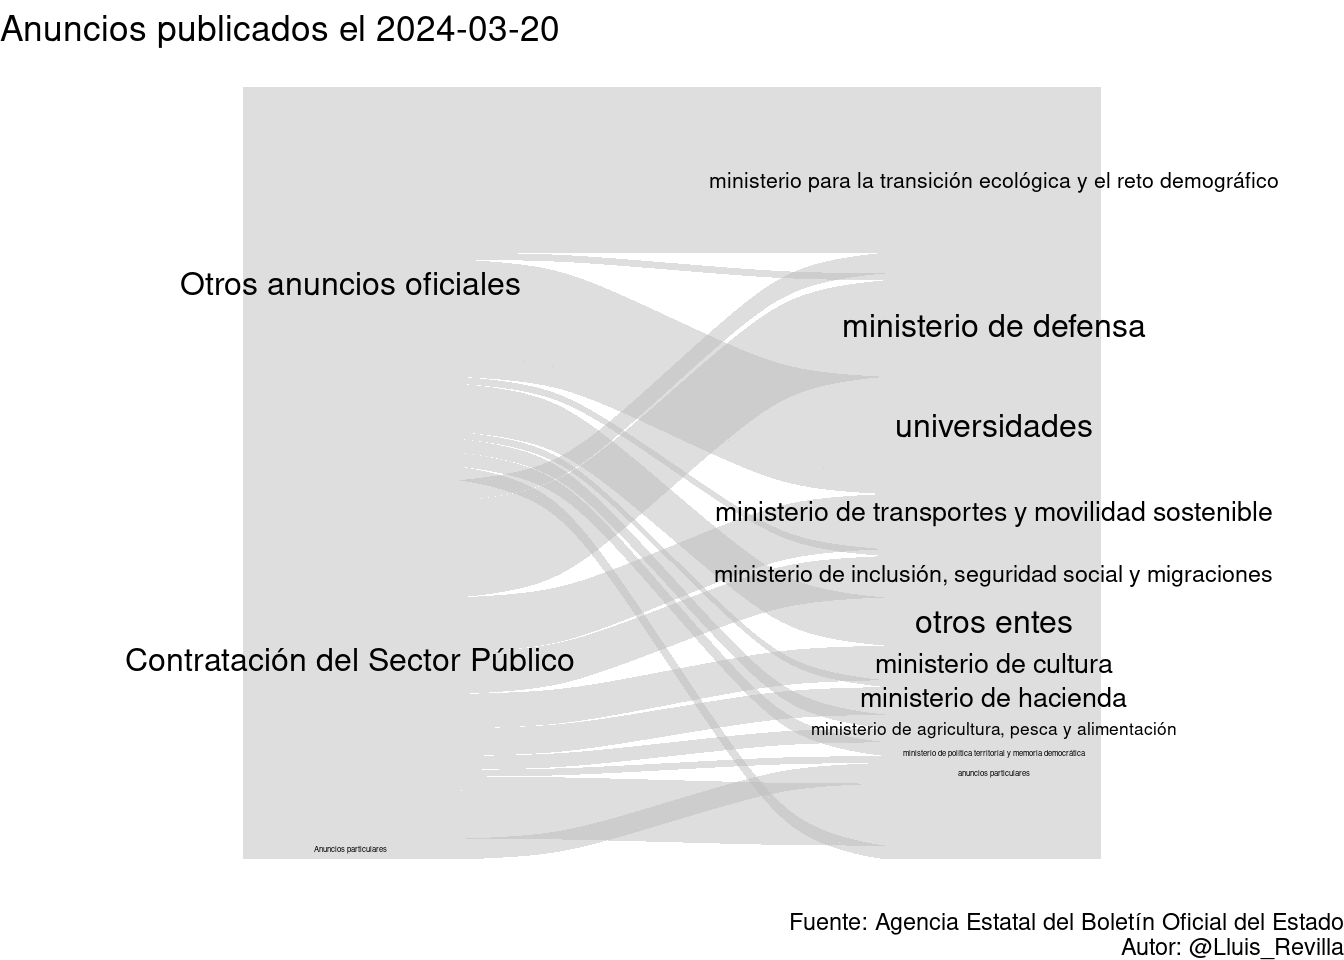 Anuncios publicados el 2024-03-20
ministerio para la transición ecológica y el reto demográfico
Otros anuncios oficiales
ministerio de defensa
universidades
ministerio de transportes y movilidad sostenible
ministerio de inclusión, seguridad social y migraciones
otros entes
Contratación del Sector Público
ministerio de cultura
ministerio de hacienda
ministerio de agricultura, pesca y alimentación
ministerio de política territorial y memoria democrática
anuncios particulares
Anuncios particulares
Fuente: Agencia Estatal del Boletín Oficial del Estado
Autor: @Lluis_Revilla